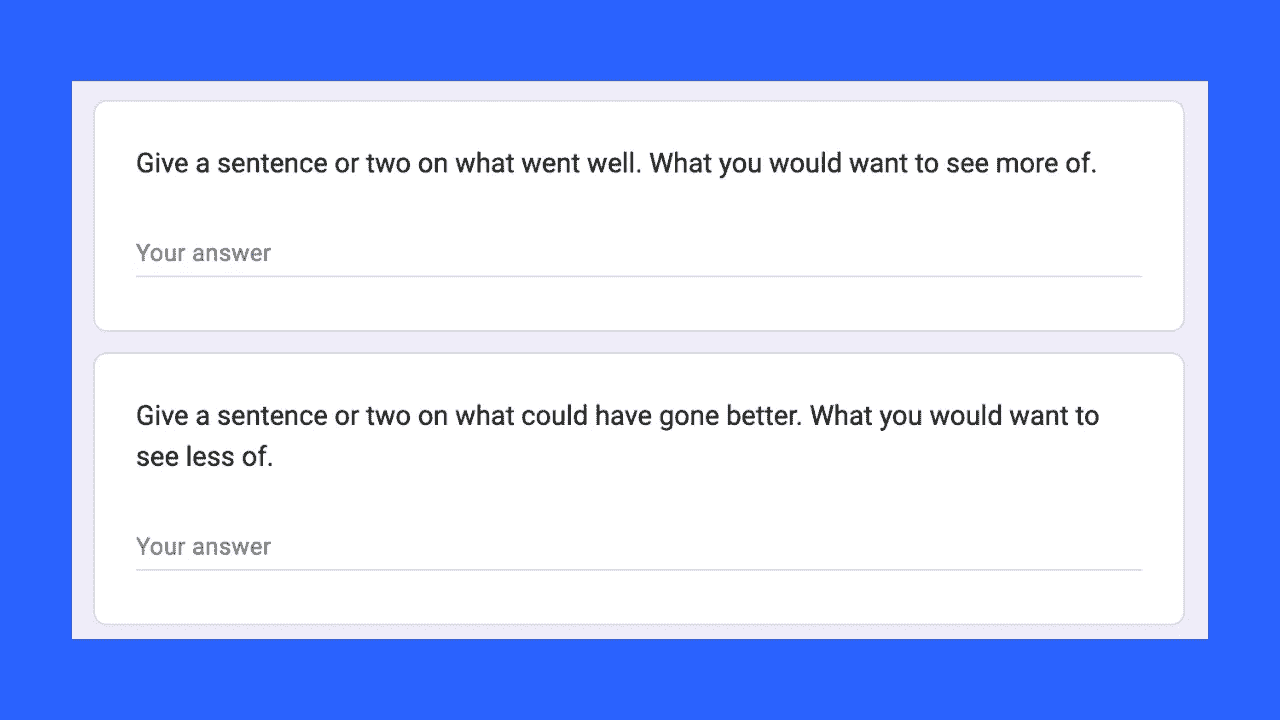 Give a sentence or two on what went well. What you would want to see more of.
Your answer
Give a sentence or two on what could have gone better. What you would want to
see less of.
Your answer